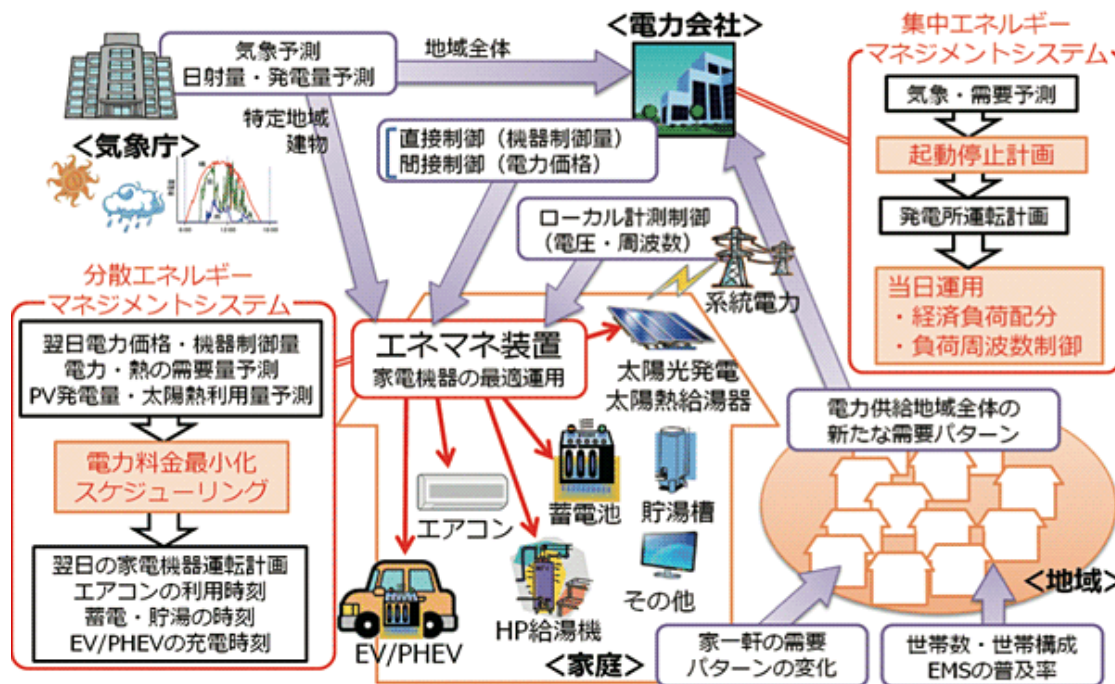 気象予測
日射量・発電量予測
地域全体
<電力会社>
集中エネルギー
マネジメントシステム
気象・需要予測
起動停止計画
発電所運転計画
当日運用
・経済負荷配分
・負荷周波数制御
<気象庁>
特定地域
建物
直接制御（機器制御量）
間接制御（電力価格）
ローカル計測制御
（電圧・周波数）
系統電力
6:00
12:00
18:00
分散エネルギー
マネジメントシステム
翌日電力価格・機器制御量
電力・熱の需要量予測
PV発電量・太陽熱利用量予測
電力料金最小化
スケジューリング
翌日の家電機器運転計画
エアコンの利用時刻
蓄電・貯湯の時刻
EV/PHEVの充電時刻
エネマネ装置
家電機器の最適運用
太陽光発電
太陽熱給湯器
エアコン
蓄電池
貯湯槽
EV/PHEV
HP給湯機
その他
<家庭>
電力供給地域全体の
新たな需要パターン
<地域>
家一軒の需要
パターンの変化
世帯数・世帯構成
EMSの普及率